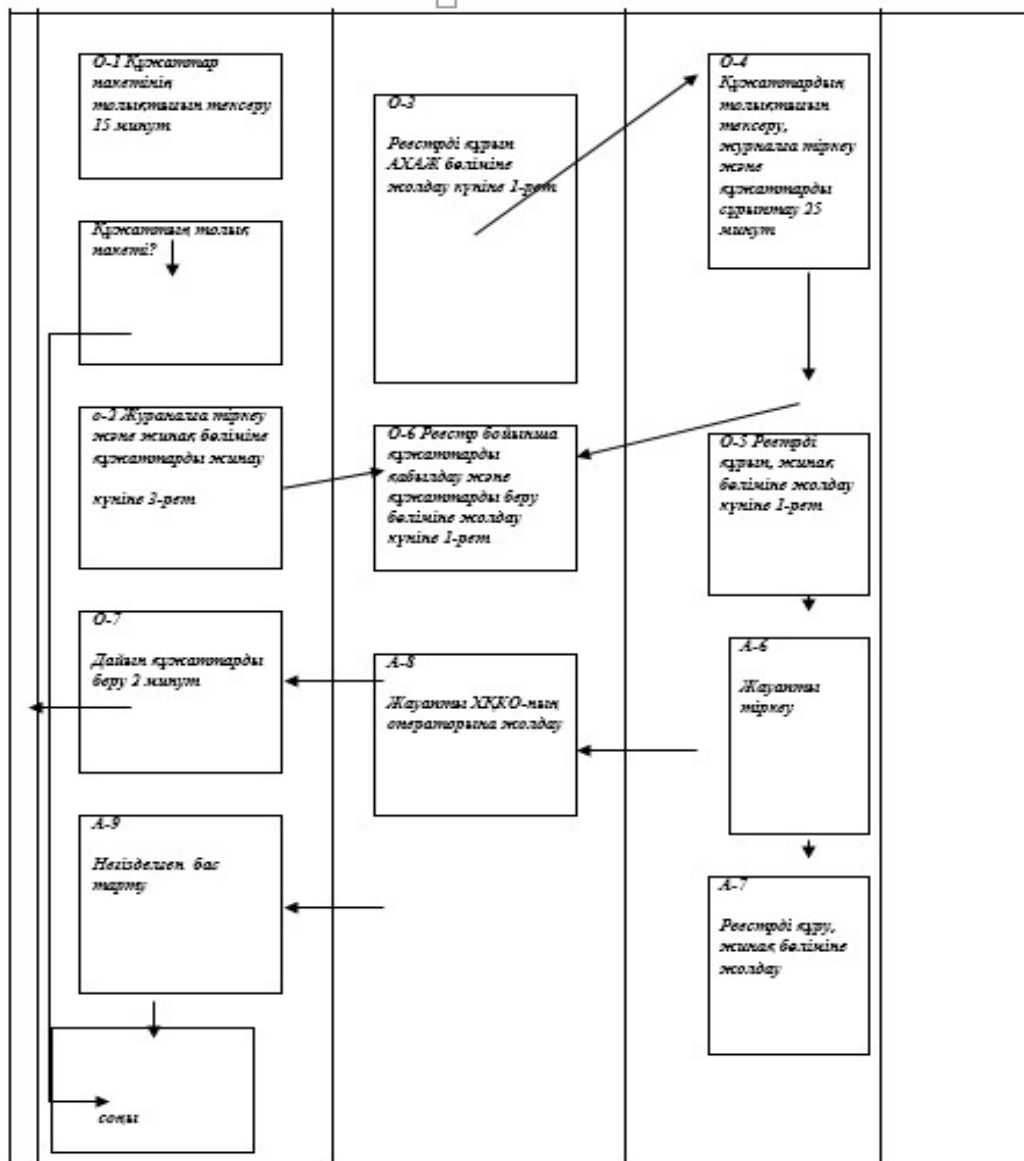 О-1 Құжаттар
пакетінің
толықтығын тексеру
15 минут
Құжаттың толық
пакеті?
о-2 Жураналға тіркеу
және жинақ бөліміне
құжаттарды жинау
күніне 3-рет
О-7
Дайын құжаттарды
беру 2 минут
А-9
Негізделген бас
тарту
соңы
О-3
Реестрді құрып
АХАЖ бөліміне
жолдау күніне 1-рет
О-6 Реестр бойынша
құжаттарды
қабылдау және
құжаттарды беру
бөліміне жолдау
күніне 1-рет
А-8
Жауапты ХҚКО-ның
операторына жолдау
О-4
Құжаттардың
толықтығын
тексеру,
журналға тіркеу
және
құжаттарды
сұрыптау 25
минут
О-5 Реетрді
құрып, жинақ
бөліміне жолдау
күніне 1-рет
А-6
Жауапты
тіркеу
А-7
Реестрді құру,
жинақ бөліміне
жолдау